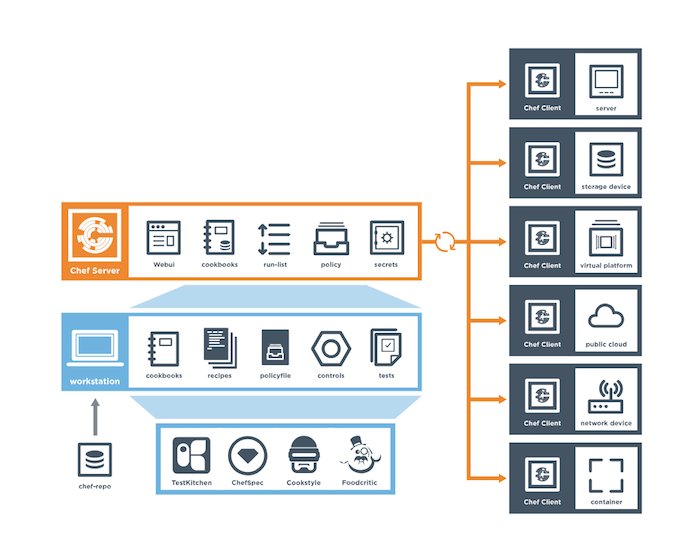 Chef Client
server
Chef Client
storage device
Chef Server
Webui
cookbooks
run-list
policy
secrets
Chef Client
virtual platform
Chef Client
public cloud
workstation
cookbooks
recipes
policyfile
controls
tests
Chef Client
network device
chef-repo
TestKitchen
ChefSpec
Cookstyle
Foodcritic
Chef Client
container